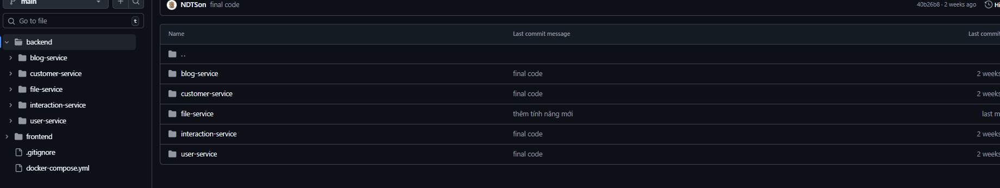 main
NDTSon final code
40b26b8 · 2 weeks ago
Go to file
t
backend
blog-service
customer-service
file-service
interaction-service
user-service
frontend
.gitignore
docker-compose.yml
Name Last commit message Last commit
..
blog-service final code 2 weeks
customer-service final code 2 weeks
file-service thêm tính năng mới last m
interaction-service final code 2 weeks
user-service final code 2 weeks